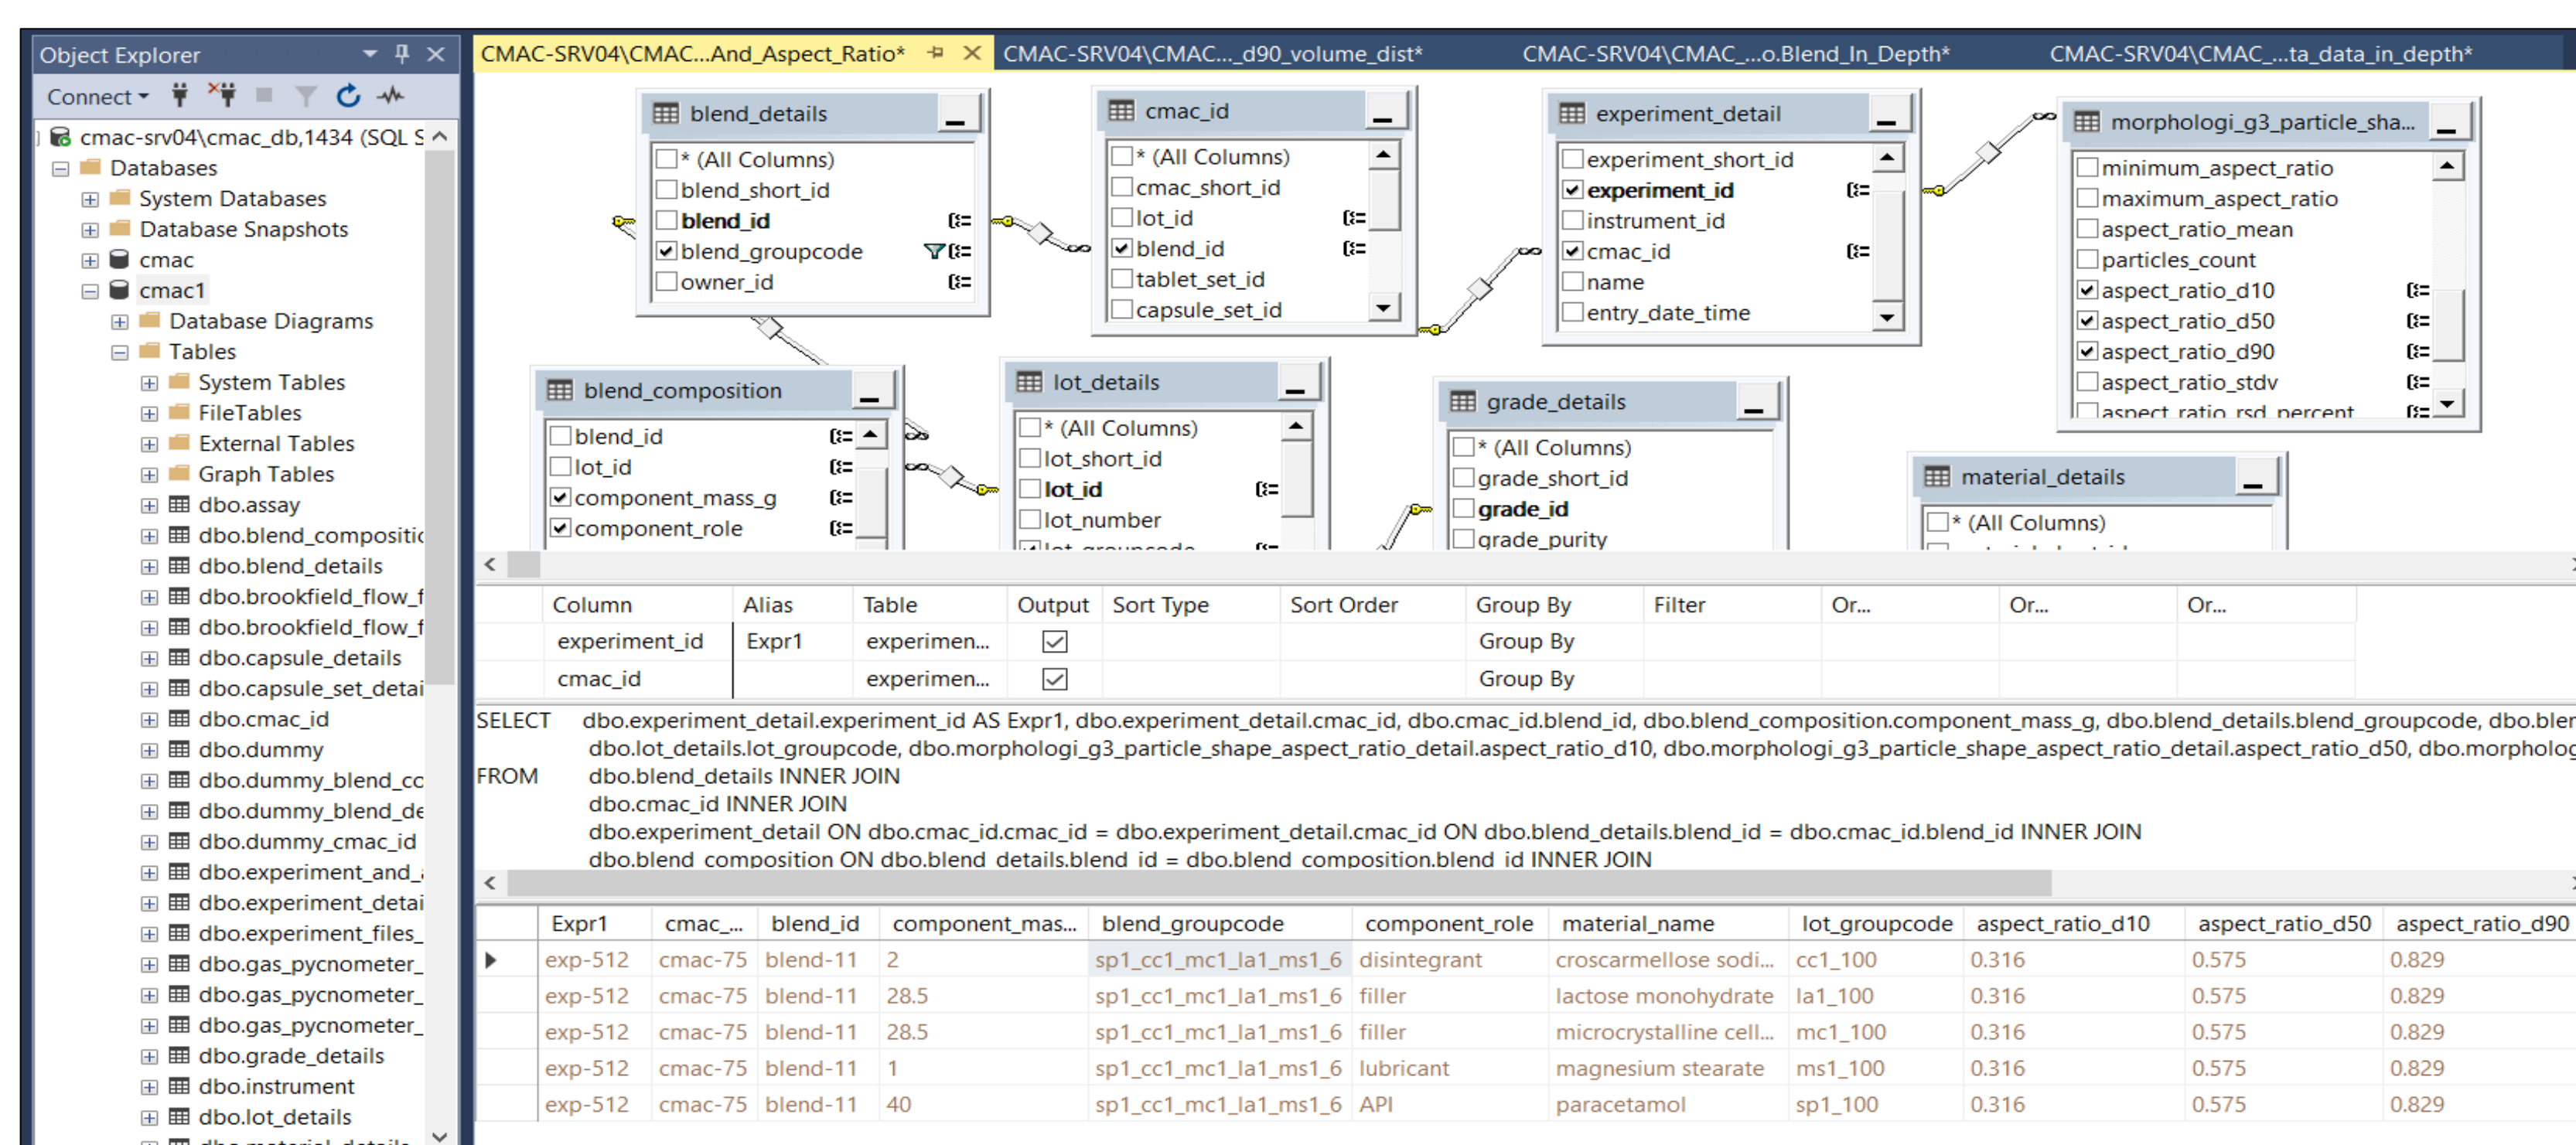 Object Explorer
Connect
cmac-srv04\cmac_db,1434 (SQL S
Databases
System Databases
Database Snapshots
cmac
cmac1
Database Diagrams
Tables
System Tables
FileTables
External Tables
Graph Tables
dbo.assay
dbo.blend_compositic
dbo.blend_details
dbo.brookfield_flow_f
dbo.brookfield_flow_f
dbo.capsule_details
dbo.capsule_set_detai
dbo.cmac_id
dbo.dummy
dbo.dummy_blend_co
dbo.dummy_blend_de
dbo.dummy_cmac_id
dbo.experiment_and_a
dbo.experiment_detai
dbo.experiment_files_
dbo.gas_pycnometer_
dbo.gas_pycnometer_
dbo.gas_pycnometer_
dbo.grade_details
dbo.instrument
dbo.lot_details
dbo.material_details
CMAC-SRV04\CMAC...And_Aspect_Ratio* CMAC-SRV04\CMAC..._d90_volume_dist* CMAC-SRV04\CMAC_...o.Blend_In_Depth* CMAC-SRV04\CMAC_...ta_data_in_depth*
blend_details
* (All Columns)
blend_short_id
blend_id
blend_groupcode
owner_id
cmac_id
* (All Columns)
cmac_short_id
lot_id
blend_id
tablet_set_id
capsule_set_id
experiment_detail
experiment_short_id
experiment_id
instrument_id
cmac_id
name
entry_date_time
morphologi_g3_particle_sha...
minimum_aspect_ratio
maximum_aspect_ratio
aspect_ratio_mean
particles_count
aspect_ratio_d10
aspect_ratio_d50
aspect_ratio_d90
aspect_ratio_stdv
aspect_ratio_rsd_percent
blend_composition
blend_id
lot_id
component_mass_g
component_role
lot_details
* (All Columns)
lot_short_id
lot_id
lot_number
lot_groupcode
grade_details
* (All Columns)
grade_short_id
grade_id
grade_purity
material_details
* (All Columns)
Column Alias Table Output Sort Type Sort Order Group By Filter Or... Or... Or...
experiment_id Expr1 experimen... Group By
cmac_id experimen... Group By
SELECT dbo.experiment_detail.experiment_id AS Expr1, dbo.experiment_detail.cmac_id, dbo.cmac_id.blend_id, dbo.blend_composition.component_mass_g, dbo.blend_details.blend_groupcode, dbo.blen
dbo.lot_details.lot_groupcode, dbo.morphologi_g3_particle_shape_aspect_ratio_detail.aspect_ratio_d10, dbo.morphologi_g3_particle_shape_aspect_ratio_detail.aspect_ratio_d50, dbo.morpholog
FROM dbo.blend_details INNER JOIN
dbo.cmac_id INNER JOIN
dbo.experiment_detail ON dbo.cmac_id.cmac_id = dbo.experiment_detail.cmac_id ON dbo.blend_details.blend_id = dbo.cmac_id.blend_id INNER JOIN
dbo.blend_composition ON dbo.blend_details.blend_id = dbo.blend_composition.blend_id INNER JOIN
Expr1 cmac_... blend_id component_mas... blend_groupcode component_role material_name lot_groupcode aspect_ratio_d10 aspect_ratio_d50 aspect_ratio_d90
exp-512 cmac-75 blend-11 2 sp1_cc1_mc1_la1_ms1_6 disintegrant croscarmellose sodi... cc1_100 0.316 0.575 0.829
exp-512 cmac-75 blend-11 28.5 sp1_cc1_mc1_la1_ms1_6 filler lactose monohydrate la1_100 0.316 0.575 0.829
exp-512 cmac-75 blend-11 28.5 sp1_cc1_mc1_la1_ms1_6 filler microcrystalline cell... mc1_100 0.316 0.575 0.829
exp-512 cmac-75 blend-11 1 sp1_cc1_mc1_la1_ms1_6 lubricant magnesium stearate ms1_100 0.316 0.575 0.829
exp-512 cmac-75 blend-11 40 sp1_cc1_mc1_la1_ms1_6 API paracetamol sp1_100 0.316 0.575 0.829